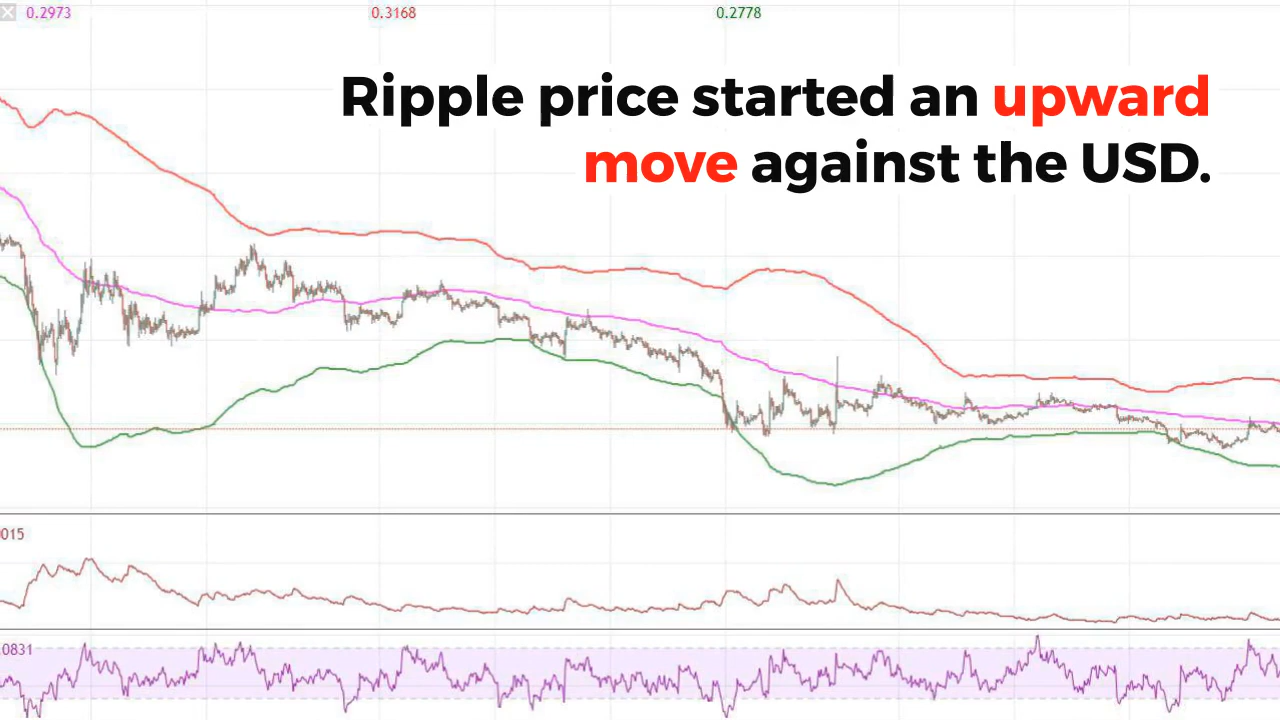 0.2973 0.3168 0.2778
Ripple price started an upward
move against the USD.
015
.0831